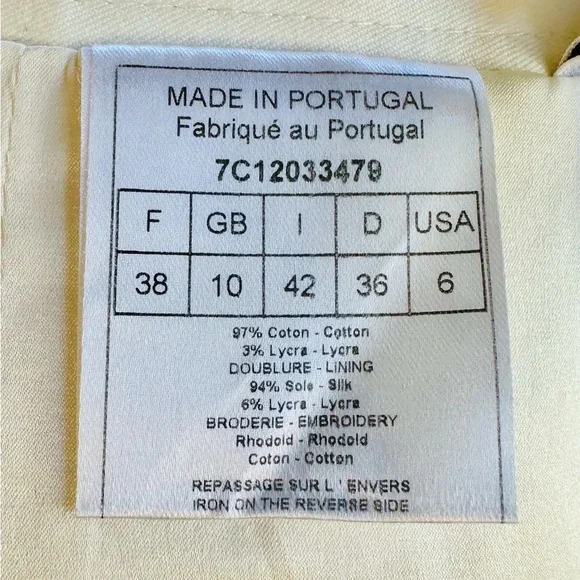 MADE IN PORTUGAL
Fabriqué au Portugal
7C12033479
F GB I D USA
38 10 42 36 6
97% Coton - Cotton
3% Lycra - Lycra
DOUBLURE - LINING
94% Soie - Silk
6% Lycra - Lycra
BRODERIE - EMBROIDERY
Rhodoid - Rhodoid
Coton - Cotton
REPASSAGE SUR L ' ENVERS
IRON ON THE REVERSE SIDE